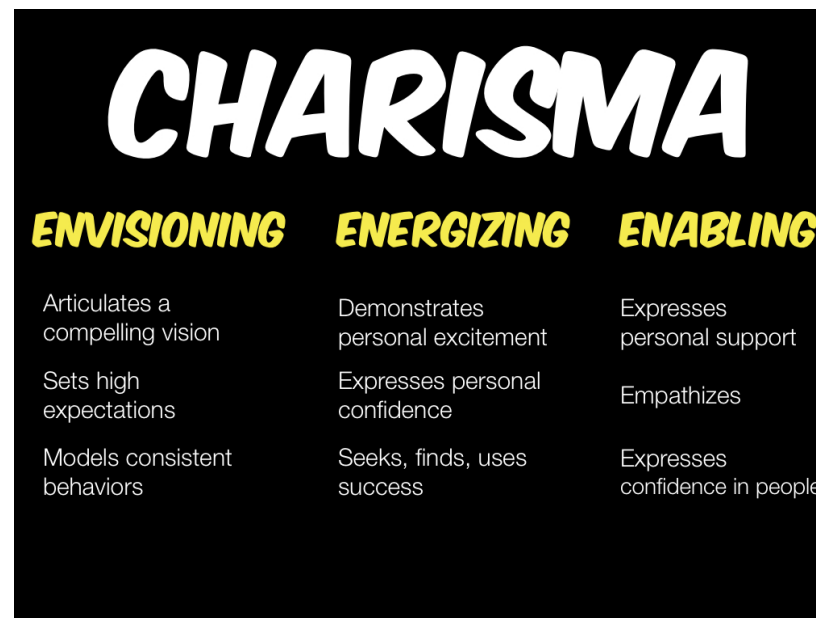 CHARISMA
ENVISIONING
Articulates a
compelling vision
Sets high
expectations
Models consistent
behaviors
ENERGIZING
Demonstrates
personal excitement
Expresses personal
confidence
Seeks, finds, uses
success
ENABLING
Expresses
personal support
Empathizes
Expresses
confidence in people